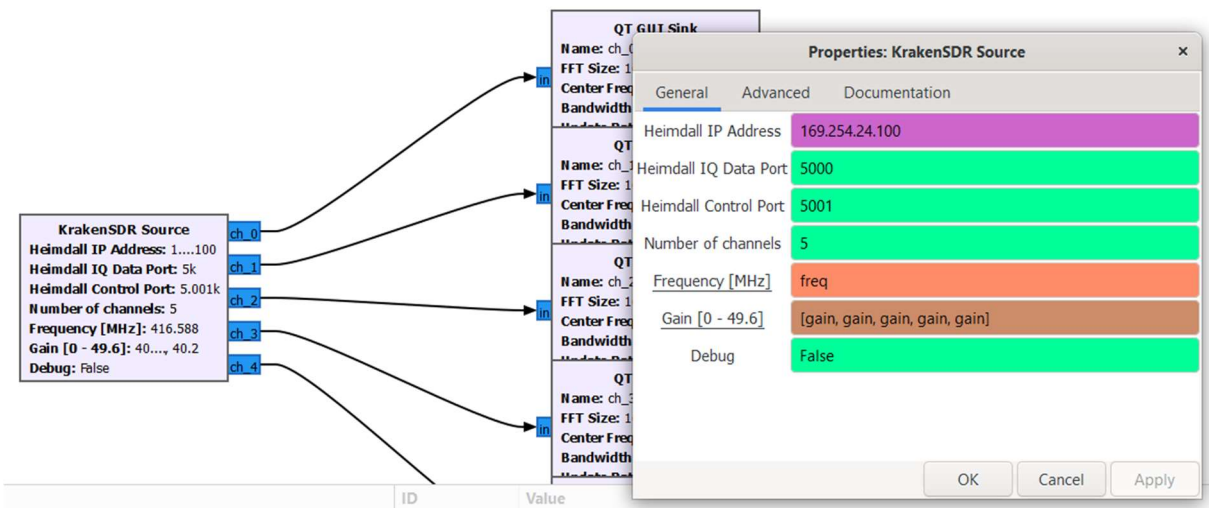 KrakenSDR Source
Heimdall IP Address: 1....100
Heimdall IQ Data Port: 5k
Heimdall Control Port: 5.001k
Number of channels: 5
Frequency [MHz]: 416.588
Gain [0 - 49.6]: 40...., 40.2
Debug: False
ch_0
ch_1
ch_2
ch_3
ch_4
QT GUI Sink
Name: ch_0
FFT Size: 1
Center Freq
Bandwidth
in
QT
Name: ch_1
FFT Size: 1
Center Freq
Bandwidth
in
QT
Name: ch_2
FFT Size: 1
Center Freq
Bandwidth
in
QT
Name: ch_3
FFT Size: 1
Center Freq
Bandwidth
in
ID Value
Properties: KrakenSDR Source ×
General Advanced Documentation
Heimdall IP Address 169.254.24.100
Heimdall IQ Data Port 5000
Heimdall Control Port 5001
Number of channels 5
Frequency [MHz] freq
Gain [0 - 49.6] [gain, gain, gain, gain, gain]
Debug False
OK Cancel Apply